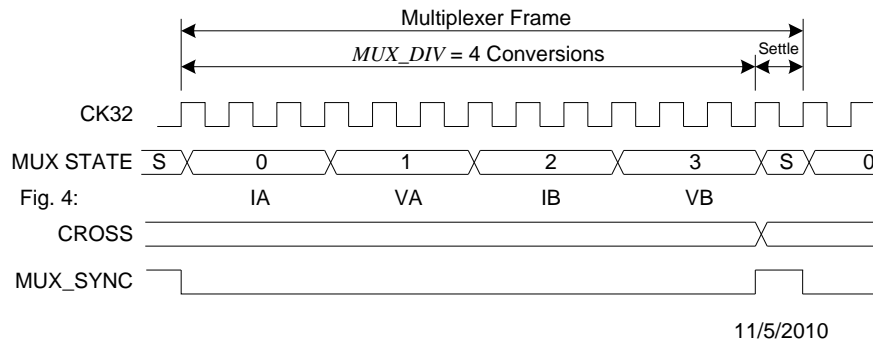 Multiplexer Frame
MUX_DIV = 4 Conversions
Settle
CK32
MUX STATE S 0 1 2 3 S 0
Fig. 4: IA VA IB VB
CROSS
MUX_SYNC
11/5/2010